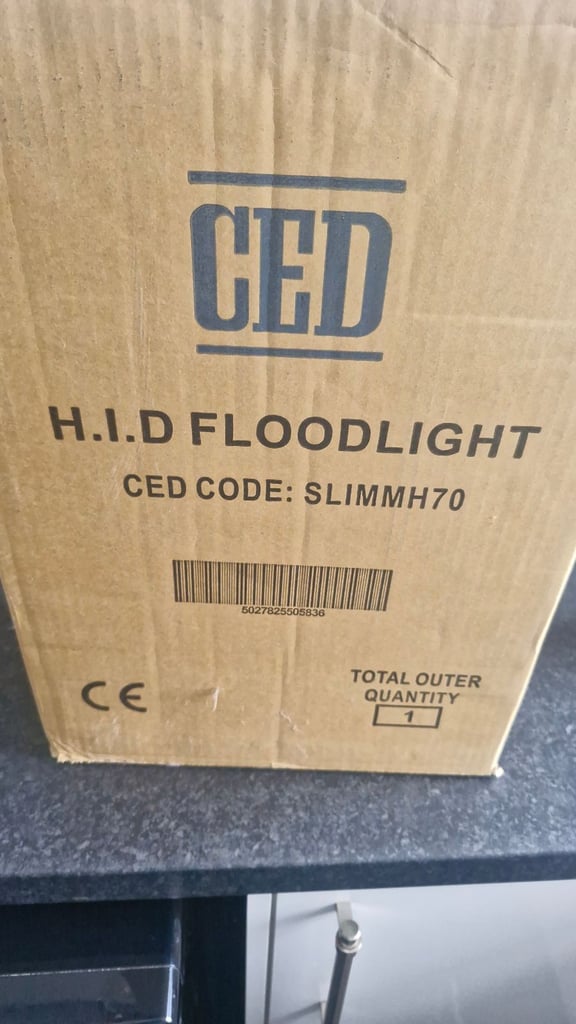 CED
H.I.D FLOODLIGHT
CED CODE: SLIMMH70
5027825505836
CE
TOTAL OUTER
QUANTITY
1